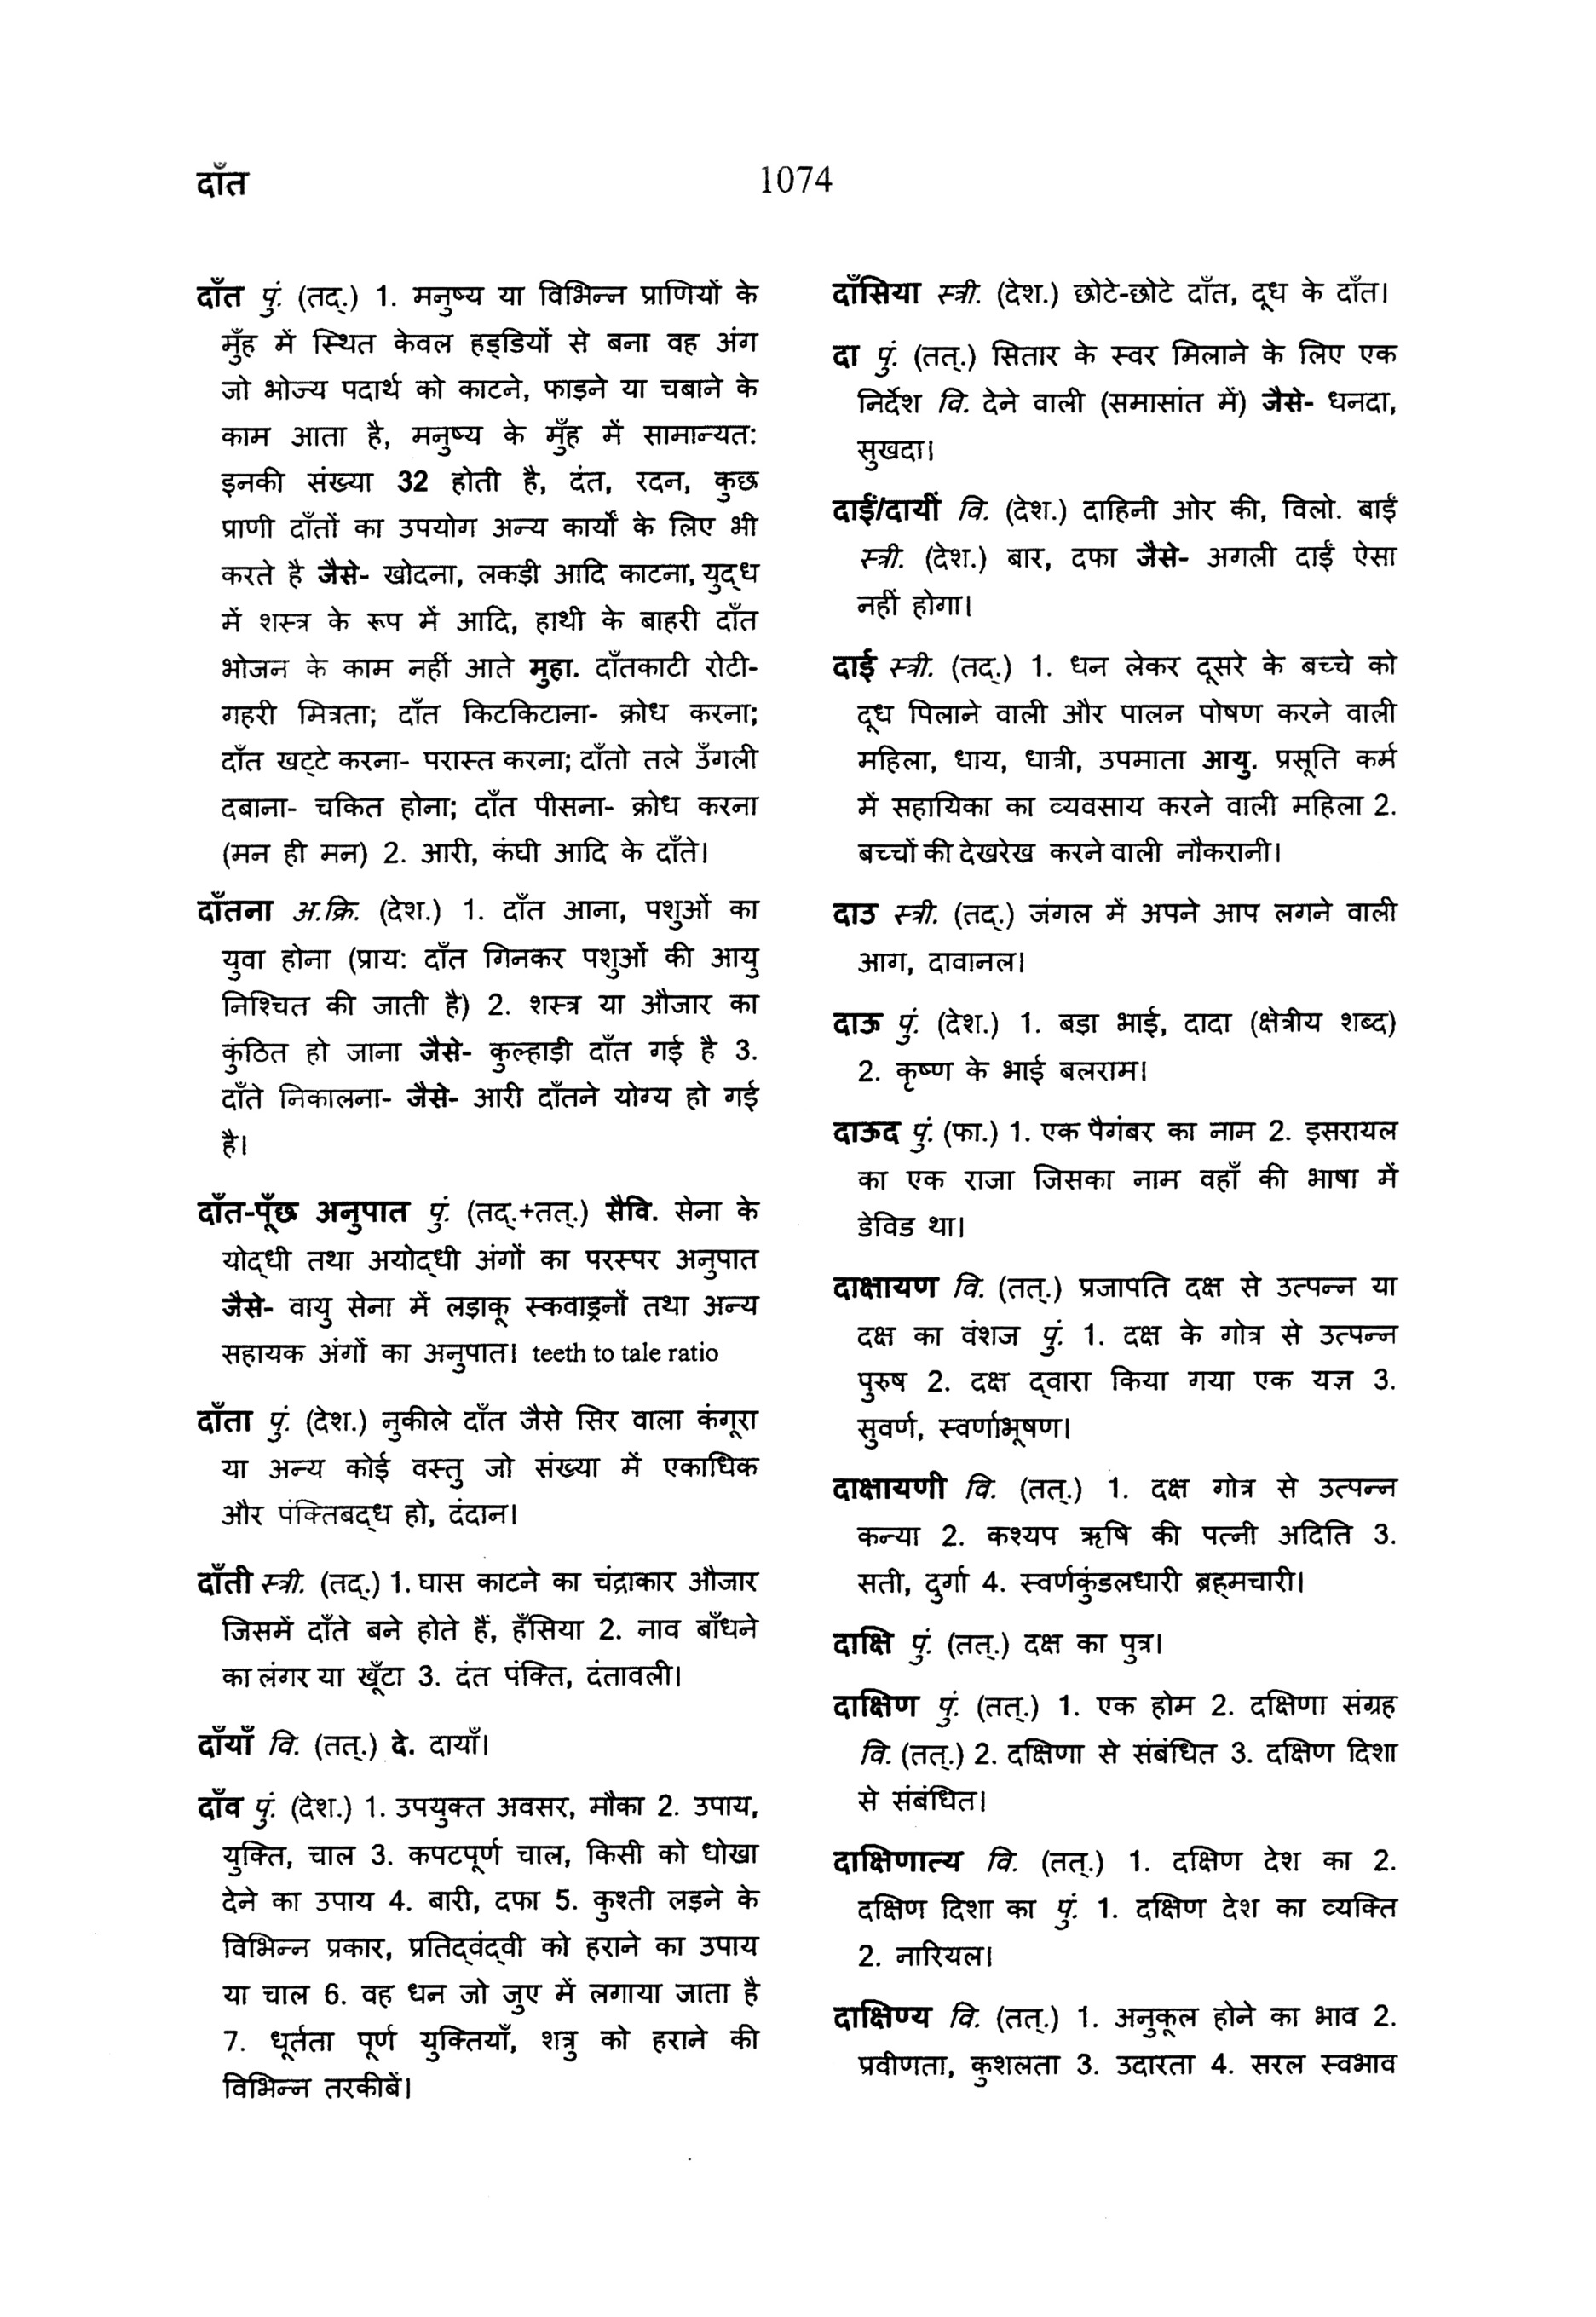 दाँत
1074
दाँत पुं. (तद्.) 1. मनुष्य या विभिन्न प्राणियों के
मुँह में स्थित केवल हड्डियों से बना वह अंग
जो भोज्य पदार्थ को काटने, फाड़ने या चबाने के
काम आता है, मनुष्य के मुँह में सामान्यत:
इनकी संख्या 32 होती है, दंत, रदन, कुछ
प्राणी दाँतों का उपयोग अन्य कार्यों के लिए भी
करते है जैसे- खोदना, लकड़ी आदि काटना, युद्ध
में शस्त्र के रूप में आदि, हाथी के बाहरी दाँत
भोजन के काम नहीं आते मुहा. दाँतकाटी रोटी-
गहरी मित्रता; दाँत किटकिटाना- क्रोध करना;
दाँत खट्टे करना- परास्त करना; दाँतो तले उँगली
दबाना- चकित होना; दाँत पीसना- क्रोध करना
(मन ही मन) 2. आरी, कंघी आदि के दाँते।
दाँतना अ.क्रि. (देश.) 1. दाँत आना, पशुओं का
युवा होना (प्राय: दाँत गिनकर पशुओं की आयु
निश्चित की जाती है) 2. शस्त्र या औजार का
कुंठित हो जाना जैसे- कुल्हाड़ी दाँत गई है 3.
दाँते निकालना- जैसे- आरी दाँतने योग्य हो गई
है।
दाँत-पूँछ अनुपात पुं. (तद्.+तत्.) सैवि. सेना के
योद्धी तथा अयोद्धी अंगों का परस्पर अनुपात
जैसे- वायु सेना में लड़ाकू स्कवाड्रनों तथा अन्य
सहायक अंगों का अनुपात। teeth to tale ratio
दाँता पुं. (देश.) नुकीले दाँत जैसे सिर वाला कंगूरा
या अन्य कोई वस्तु जो संख्या में एकाधिक
और पंक्तिबद्ध हो, दंदान।
दाँती स्त्री. (तद्.) 1. घास काटने का चंद्राकार औजार
जिसमें दाँते बने होते हैं, हँसिया 2. नाव बाँधने
का लंगर या खूँटा 3. दंत पंक्ति, दंतावली।
दाँयाँ वि. (तत्.) दे. दायाँ।
दाँव पुं. (देश.) 1. उपयुक्त अवसर, मौका 2. उपाय,
युक्ति, चाल 3. कपटपूर्ण चाल, किसी को धोखा
देने का उपाय 4. बारी, दफा 5. कुश्ती लड़ने के
विभिन्न प्रकार, प्रतिद्वंद्वी को हराने का उपाय
या चाल 6. वह धन जो जुए में लगाया जाता है
7. धूर्तता पूर्ण युक्तियाँ, शत्रु को हराने की
विभिन्न तरकीबें।
दाँसिया स्त्री. (देश.) छोटे-छोटे दाँत, दूध के दाँत।
दा पुं. (तत्.) सितार के स्वर मिलाने के लिए एक
निर्देश वि. देने वाली (समासांत में) जैसे- धनदा,
सुखदा।
दाईं/दायीं वि. (देश.) दाहिनी ओर की, विलो. बाईं
स्त्री. (देश.) बार, दफा जैसे- अगली दाईं ऐसा
नहीं होगा।
दाई स्त्री. (तद्.) 1. धन लेकर दूसरे के बच्चे को
दूध पिलाने वाली और पालन पोषण करने वाली
महिला, धाय, धात्री, उपमाता आयु. प्रसूति कर्म
में सहायिका का व्यवसाय करने वाली महिला 2.
बच्चों की देखरेख करने वाली नौकरानी।
दाउ स्त्री. (तद्.) जंगल में अपने आप लगने वाली
आग, दावानल।
दाऊ पुं. (देश.) 1. बड़ा भाई, दादा (क्षेत्रीय शब्द)
2. कृष्ण के भाई बलराम।
दाऊद पुं. (फा.) 1. एक पैगंबर का नाम 2. इसरायल
का एक राजा जिसका नाम वहाँ की भाषा में
डेविड था।
दाक्षायण वि. (तत्.) प्रजापति दक्ष से उत्पन्न या
दक्ष का वंशज पुं. 1. दक्ष के गोत्र से उत्पन्न
पुरुष 2. दक्ष द्वारा किया गया एक यज्ञ 3.
सुवर्ण, स्वर्णाभूषण।
दाक्षायणी वि. (तत्.) 1. दक्ष गोत्र से उत्पन्न
कन्या 2. कश्यप ऋषि की पत्नी अदिति 3.
सती, दुर्गा 4. स्वर्णकुंडलधारी ब्रह्मचारी।
दाक्षि पुं. (तत्.) दक्ष का पुत्र।
दाक्षिण पुं. (तत्.) 1. एक होम 2. दक्षिणा संग्रह
वि. (तत्.) 2. दक्षिणा से संबंधित 3. दक्षिण दिशा
से संबंधित।
दाक्षिणात्य वि. (तत्.) 1. दक्षिण देश का 2.
दक्षिण दिशा का पुं. 1. दक्षिण देश का व्यक्ति
2. नारियल।
दाक्षिण्य वि. (तत्.) 1. अनुकूल होने का भाव 2.
प्रवीणता, कुशलता 3. उदारता 4. सरल स्वभाव